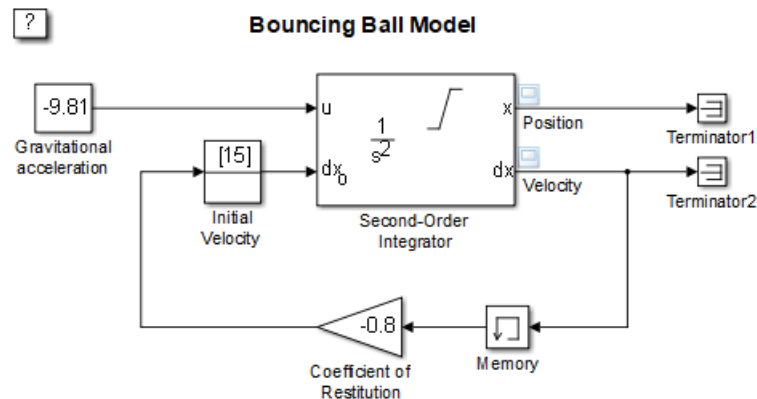 ?
Bouncing Ball Model
-9.81
Gravitational
acceleration
[15]
Initial
Velocity
u
dx0
1
s2
x
dx
Second-Order
Integrator
Position
Velocity
Terminator1
Terminator2
-0.8
Coefficient of
Restitution
Memory